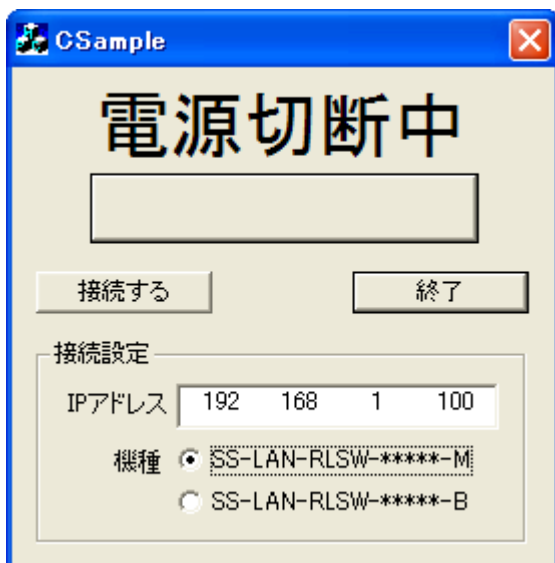 CSample
電源切断中
接続する 終了
接続設定
IPアドレス 192 168 1 100
機種 SS-LAN-RLSW-*****-M
SS-LAN-RLSW-*****-B